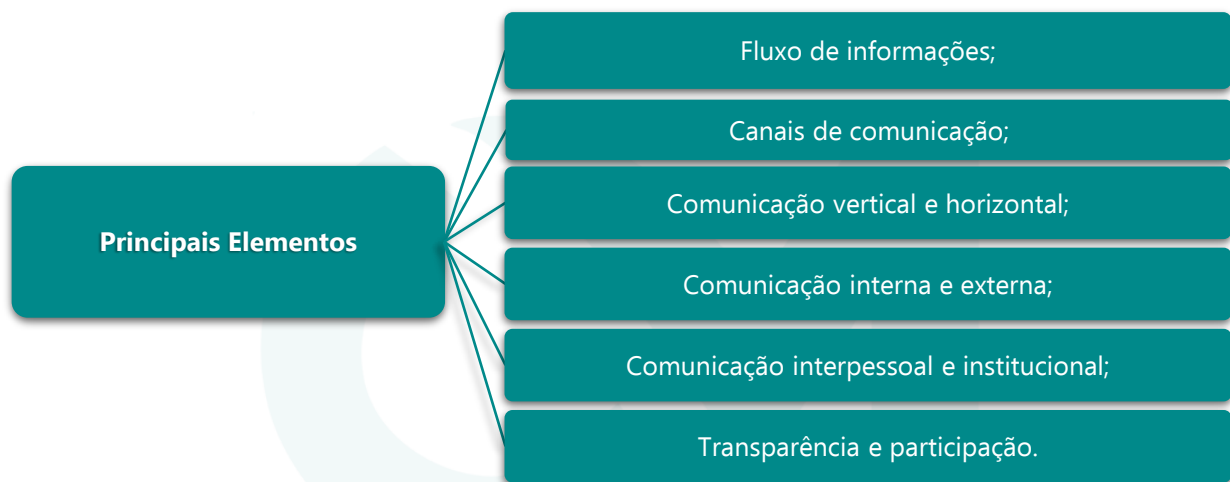 Principais Elementos
Fluxo de informações;
Canais de comunicação;
Comunicação vertical e horizontal;
Comunicação interna e externa;
Comunicação interpessoal e institucional;
Transparência e participação.